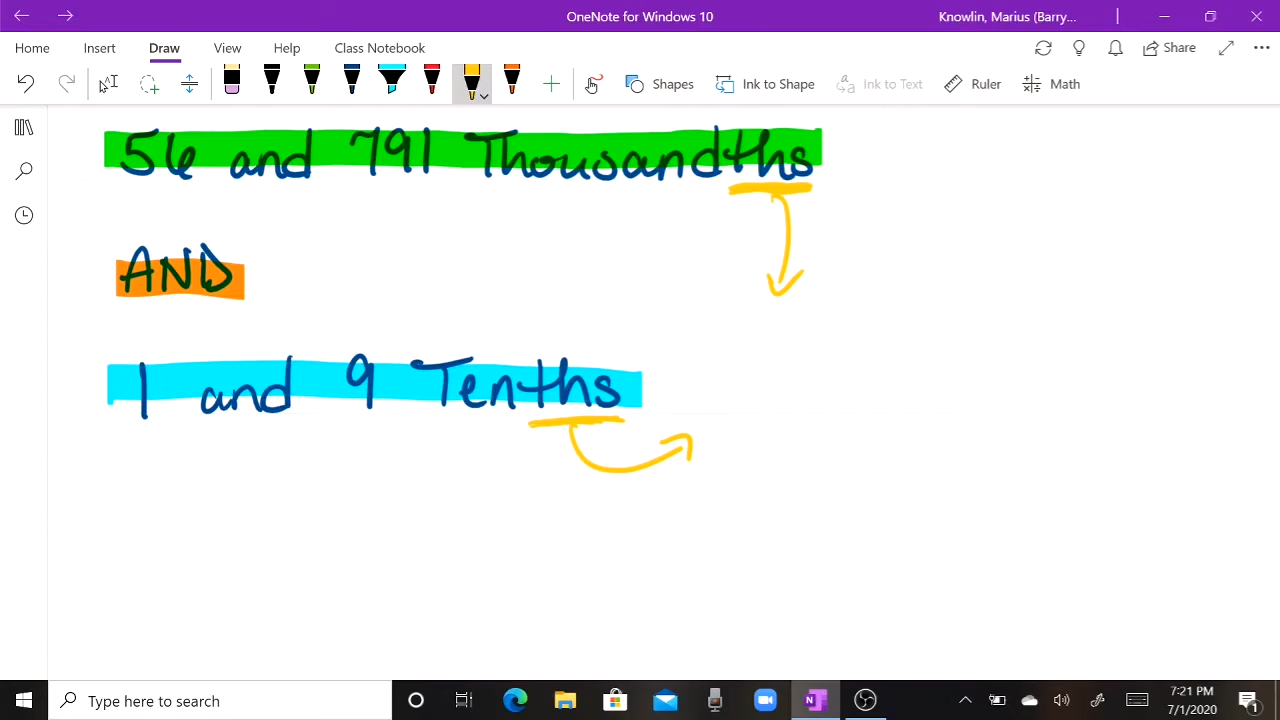 OneNote for Windows 10
Knowlin, Marius (Barry...
Home Insert Draw View Help Class Notebook
Share
Shapes Ink to Shape Ink to Text Ruler Math
56 and 791 Thousandths
AND
1 and 9 Tenths
Type here to search
7:21 PM
7/1/2020
1